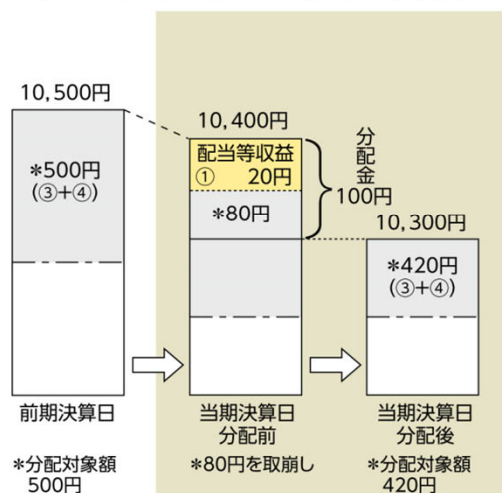 10,500円
*500円
(③+④)
前期決算日
*分配対象額
500円
10,400円
配当等収益
① 20円
*80円
分配金
100円
当期決算日
分配前
*80円を取崩し
10,300円
*420円
(③+④)
当期決算日
分配後
*分配対象額
420円